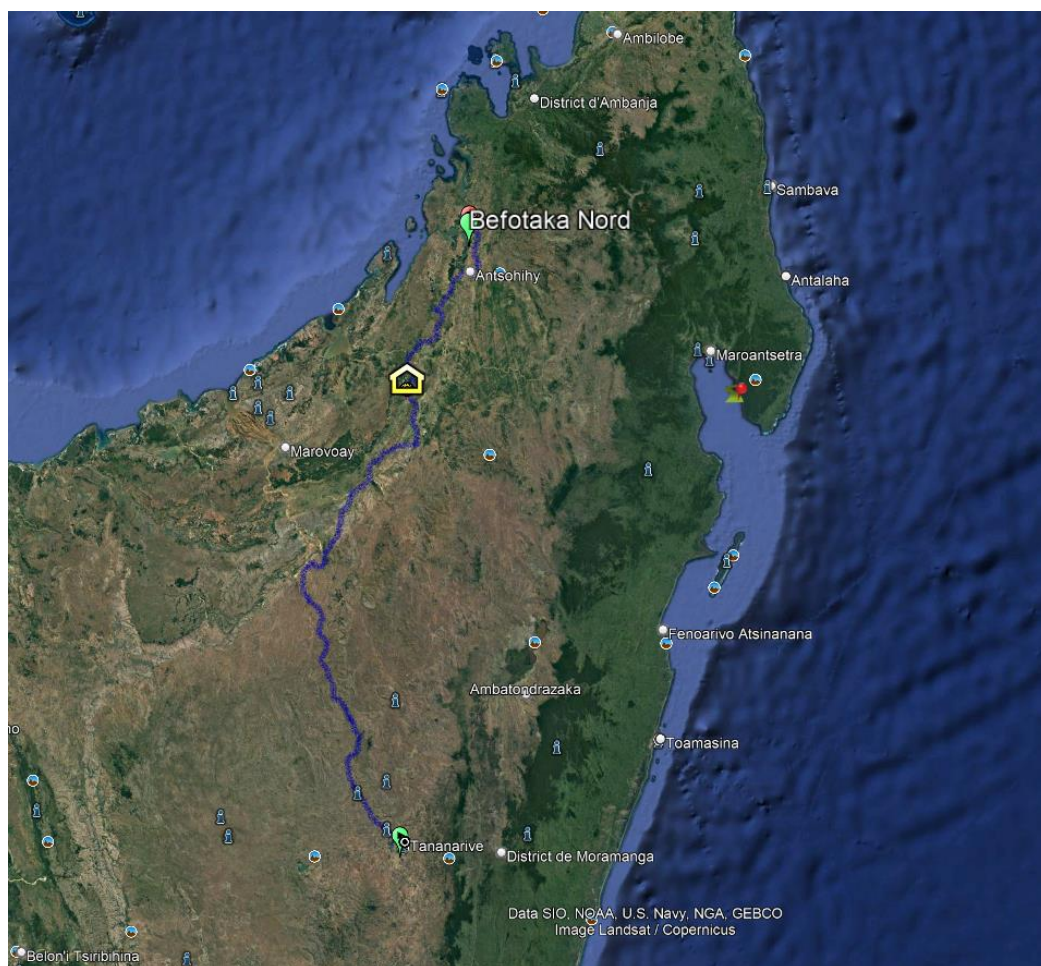 Ambilobe
District d'Ambanja
Sambava
Befotaka Nord
Antsohihy
Antalaha
Maroantsetra
Marovoay
Fenoarivo Atsinanana
Ambatondrazaka
no
Toamasina
Tananarive
District de Moramanga
Data SIO, NOAA, U.S. Navy, NGA, GEBCO
Image Landsat / Copernicus
Belon'i Tsiribihina